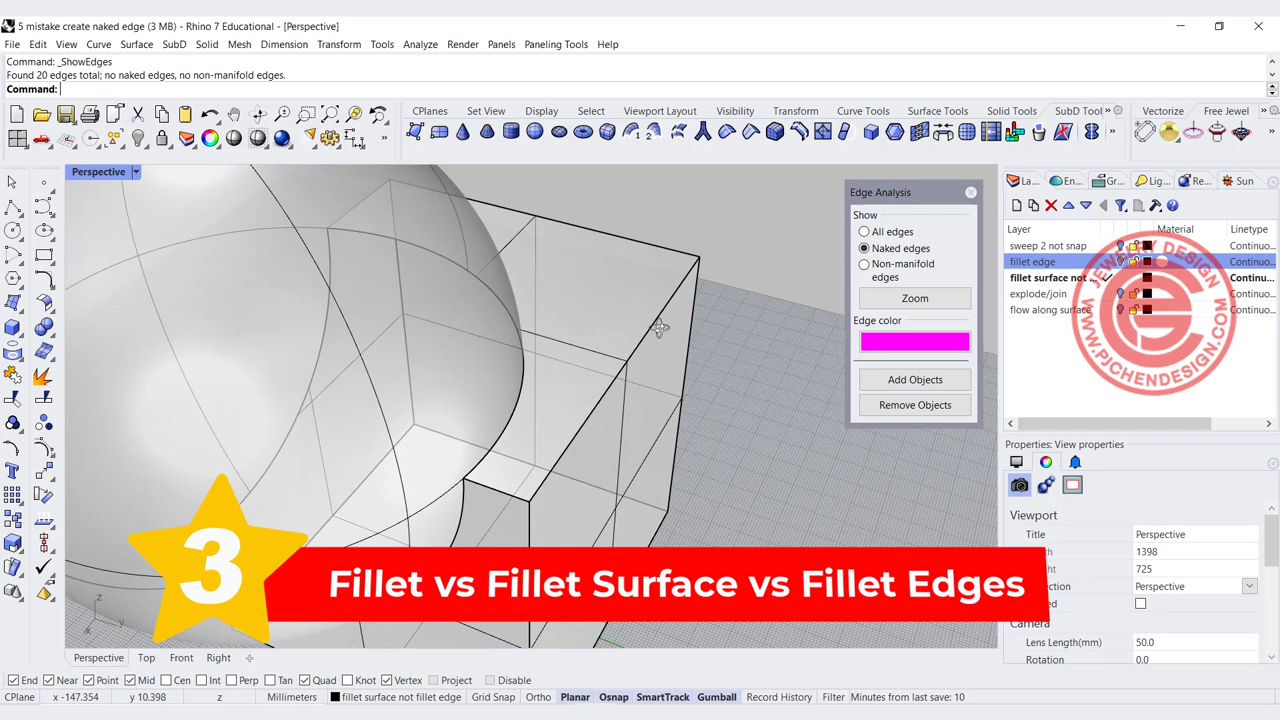 5 mistake create naked edge (3 MB) - Rhino 7 Educational - [Perspective]
File Edit View Curve Surface SubD Solid Mesh Dimension Transform Tools Analyze Render Panels Paneling Tools Help
Command: _ShowEdges
Found 20 edges total; no naked edges, no non-manifold edges.
Command:
CPlanes Set View Display Select Viewport Layout Visibility Transform Curve Tools Surface Tools Solid Tools SubD Tool Vectorize Free Jewel
Perspective
Edge Analysis
Show
All edges
Naked edges
Non-manifold
edges
Zoom
Edge color
Add Objects
Remove Objects
La... En... Gr... Lig... Re... Sun
Layer Material Linetype
sweep 2 not snap Continuo...
fillet edge Continuo...
fillet surface not ... Continu...
explode/join Continuo...
flow along surface Continuo...
JEWELRY DESIGN
WWW.PJCHENDESIGN.COM
Properties: View properties
Viewport
Title Perspective
1398
725
Perspective
Camera
Lens Length(mm) 50.0
Rotation 0.0
3
Fillet vs Fillet Surface vs Fillet Edges
z
x y
Perspective Top Front Right
End Near Point Mid Cen Int Perp Tan Quad Knot Vertex Project Disable
CPlane x -147.354 y 10.398 z Millimeters fillet surface not fillet edge Grid Snap Ortho Planar Osnap SmartTrack Gumball Record History Filter Minutes from last save: 10